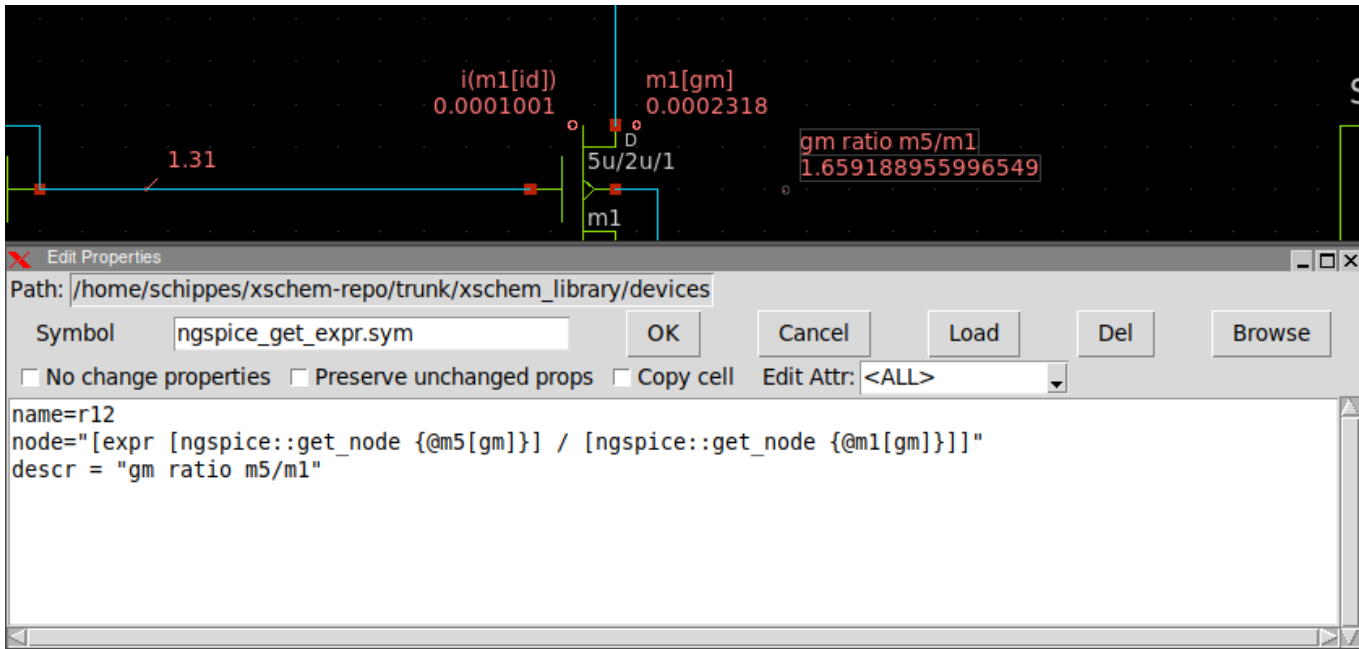 i(m1[id])
0.0001001
m1[gm]
0.0002318
D
5u/2u/1
m1
1.31
gm ratio m5/m1
1.659188955996549
S
Edit Properties
Path: /home/schippes/xschem-repo/trunk/xschem_library/devices
Symbol ngspice_get_expr.sym OK Cancel Load Del Browse
No change properties Preserve unchanged props Copy cell Edit Attr: <ALL>
name=r12
node="[expr [ngspice::get_node {@m5[gm]}] / [ngspice::get_node {@m1[gm]}]]"
descr = "gm ratio m5/m1"